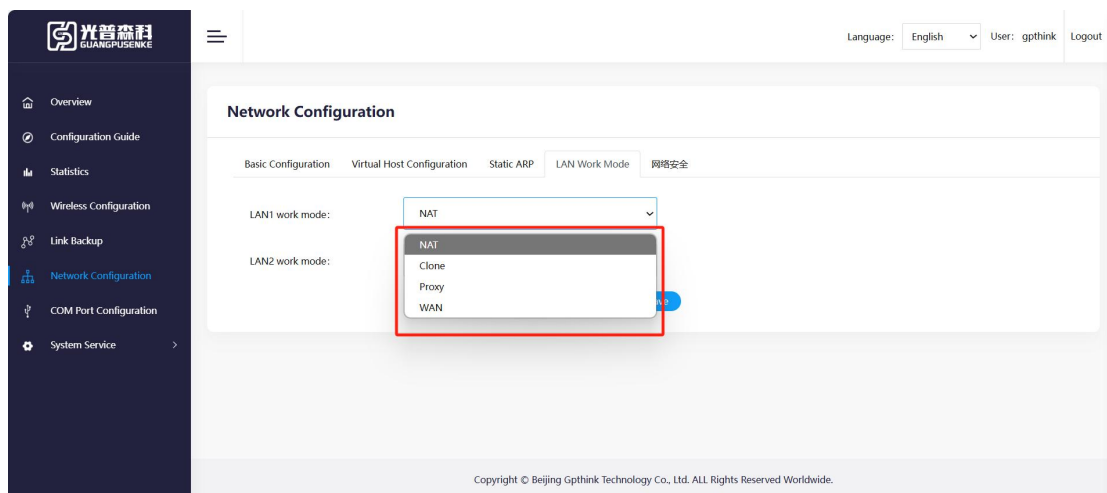 光普森科
GUANGPUSENKE
Language: English User: gpthink Logout
Overview
Configuration Guide
Statistics
Wireless Configuration
Link Backup
Network Configuration
COM Port Configuration
System Service
Network Configuration
Basic Configuration Virtual Host Configuration Static ARP LAN Work Mode 网络安全
LAN1 work mode: NAT
NAT
Clone
Proxy
WAN
LAN2 work mode:
Copyright © Beijing Gpthink Technology Co., Ltd. ALL Rights Reserved Worldwide.